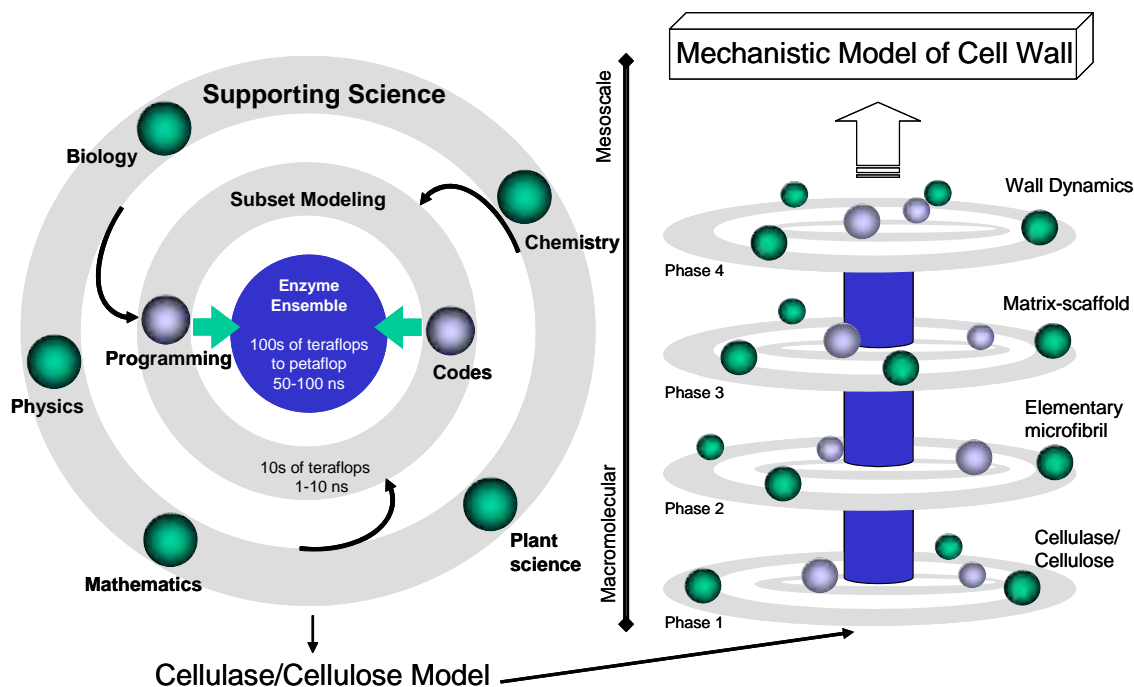 Supporting Science
Biology
Subset Modeling
Chemistry
Enzyme
Ensemble
100s of teraflops
to petaflop
50-100 ns
Programming
Codes
Physics
10s of teraflops
1-10 ns
Plant
science
Mathematics
Cellulase/Cellulose Model
Mesoscale
Macromolecular
Mechanistic Model of Cell Wall
Wall Dynamics
Phase 4
Matrix-scaffold
Phase 3
Elementary
microfibril
Phase 2
Cellulase/
Cellulose
Phase 1